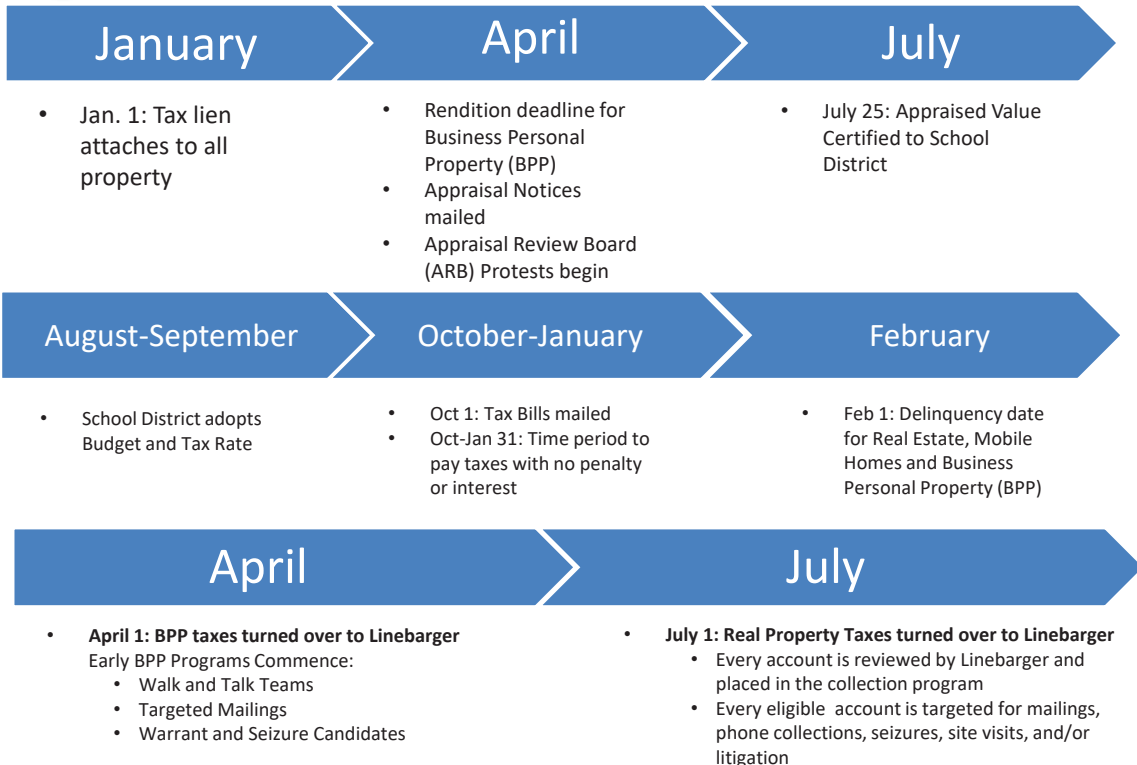 January
April
July
• Jan. 1: Tax lien
attaches to all
property
• Rendition deadline for
Business Personal
Property (BPP)
• Appraisal Notices
mailed
• Appraisal Review Board
(ARB) Protests begin
• July 25: Appraised Value
Certified to School
District
August-September
October-January
February
• School District adopts
Budget and Tax Rate
• Oct 1: Tax Bills mailed
• Oct-Jan 31: Time period to
pay taxes with no penalty
or interest
• Feb 1: Delinquency date
for Real Estate, Mobile
Homes and Business
Personal Property (BPP)
April
July
• April 1: BPP taxes turned over to Linebarger
Early BPP Programs Commence:
• Walk and Talk Teams
• Targeted Mailings
• Warrant and Seizure Candidates
• July 1: Real Property Taxes turned over to Linebarger
• Every account is reviewed by Linebarger and
placed in the collection program
• Every eligible account is targeted for mailings,
phone collections, seizures, site visits, and/or
litigation